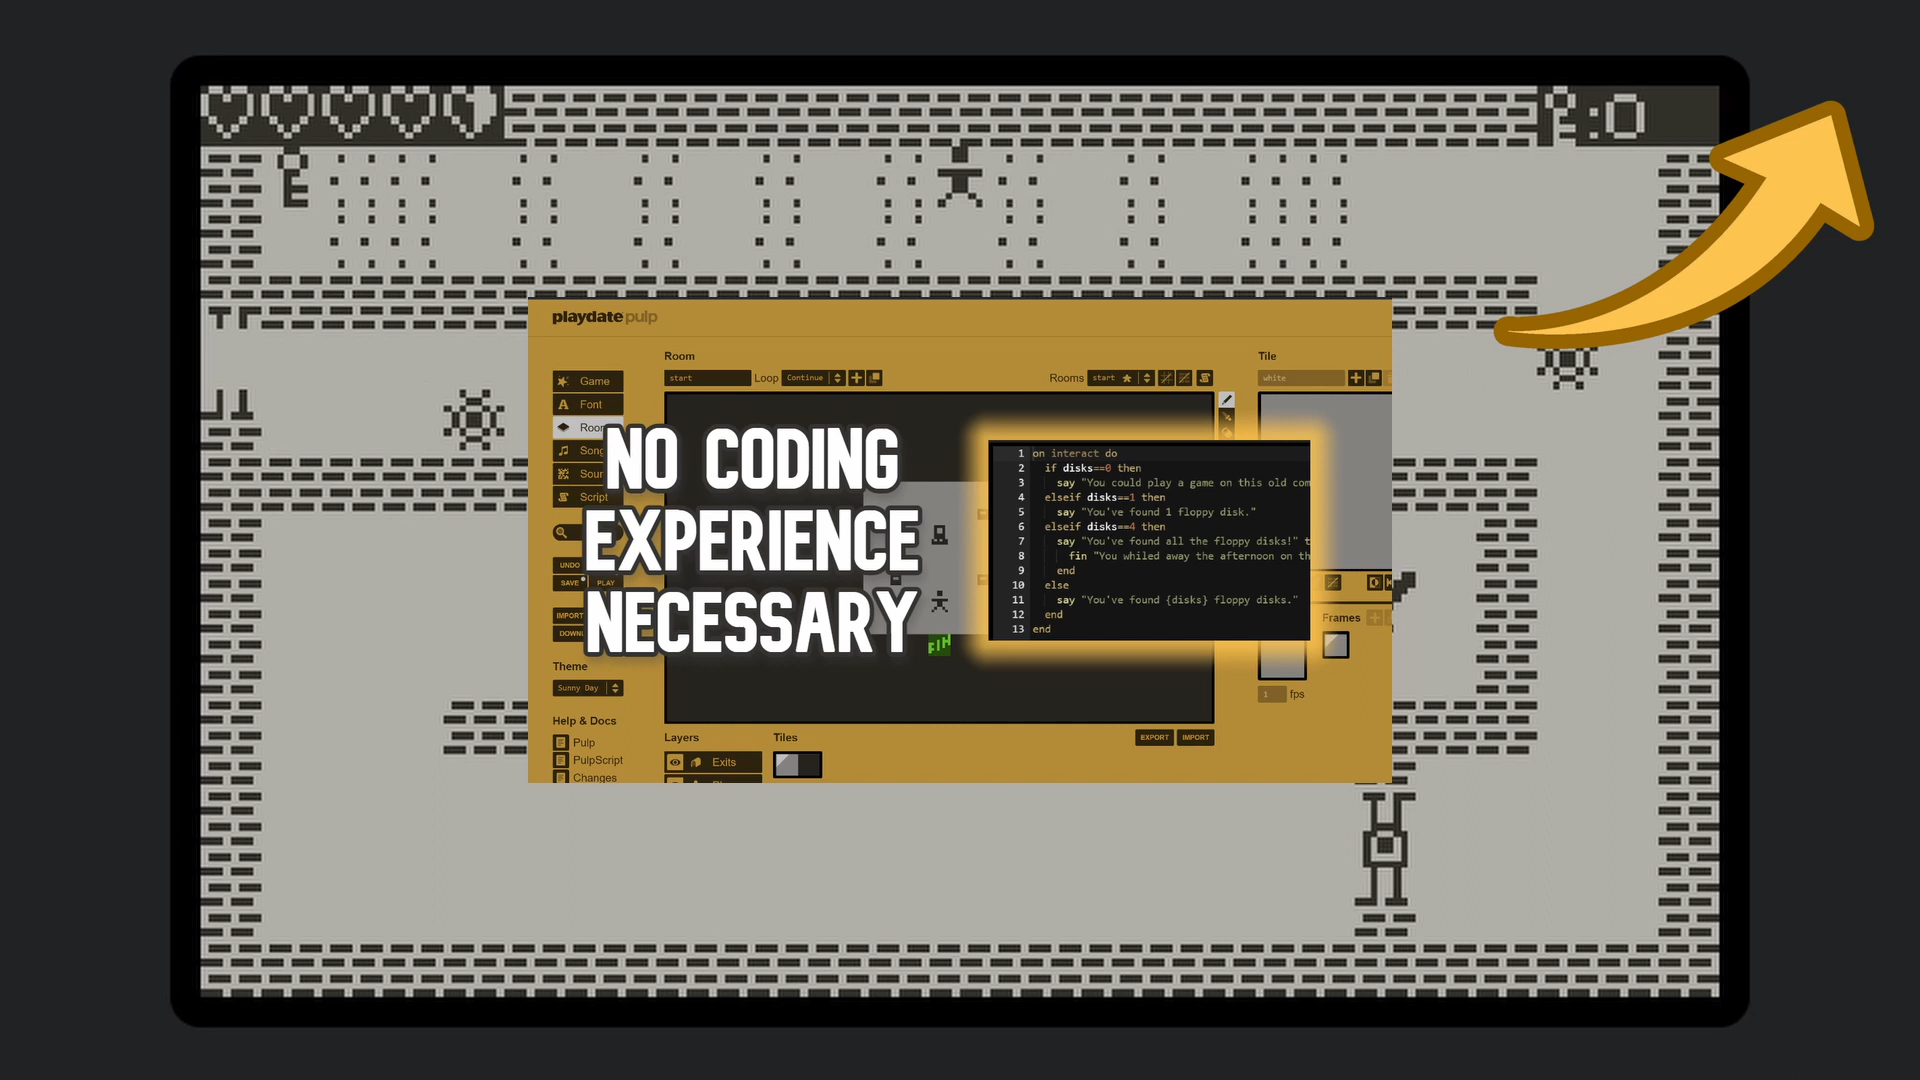 :0
playdate pulp
Room
Tile
start
Loop
Continue
Rooms
start
white
Game
Font
Song
Script
UNDO
SAVE
PLAY
IMPORT
NO CODING
EXPERIENCE
NECESSARY
1 on interact do
2 if disks==0 then
3 say "You could play a game on this old com
4 elseif disks==1 then
5 say "You've found 1 floppy disk."
6 elseif disks==4 then
7 say "You've found all the floppy disks!" t
8 fin "You whiled away the afternoon on th
9 end
10 else
11 say "You've found {disks} floppy disks."
12 end
13 end
Frames
1 fps
Theme
Sunny Day
Help & Docs
Pulp
PulpScript
Changes
Layers
Tiles
EXPORT
IMPORT
Exits